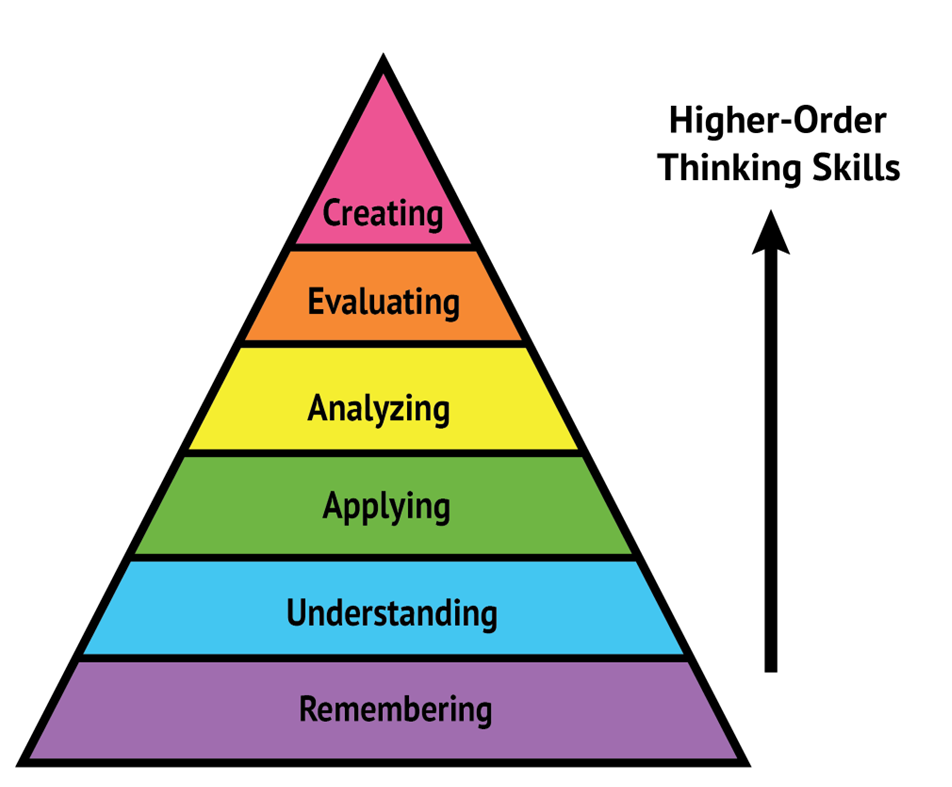 Higher-Order
Thinking Skills
Creating
Evaluating
Analyzing
Applying
Understanding
Remembering